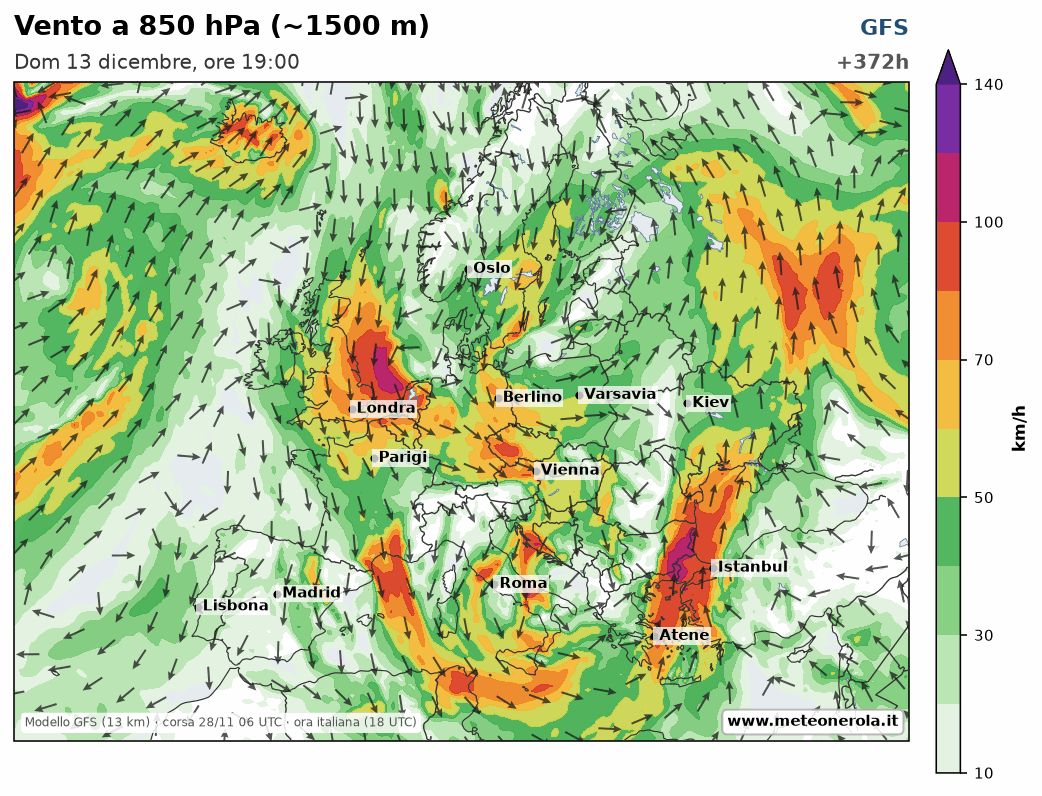 Vento a 850 hPa (~1500 m)
GFS
Dom 13 dicembre, ore 19:00
+372h
140
100
70
50
30
10
km/h
Oslo
Londra
Berlino
Varsavia
Kiev
Parigi
Vienna
Istanbul
Roma
Madrid
Lisbona
Atene
Modello GFS (13 km) · corsa 28/11 06 UTC · ora italiana (18 UTC)
www.meteonerola.it